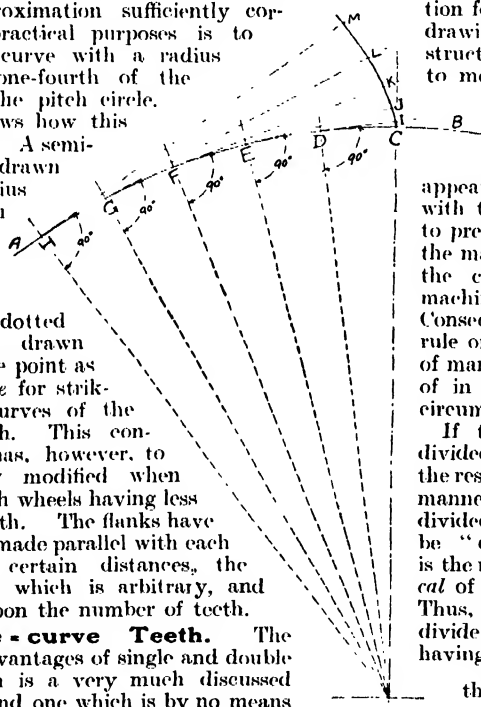 roximation sufficiently cor-
practical purposes is to
curve with a radius
one-fourth of the
he pitch circle.
ws how this
A semi-
drawn
ius
dotted
drawn
point as
e for strik-
urves of the
h. This con-
as, however, to
modified when
h wheels having less
th. The flanks have
made parallel with each
certain distances, the
which is arbitrary, and
pon the number of teeth.
e=curve Teeth. The
vantages of single and double
n is a very much discussed
nd one which is by no means
M
L
K
J
I
A
H
G
F
E
D
C
B
90°
90°
90°
90°
90°
tion fo
drawi
struct
to me
appea
with t
to pre
the ma
the c
machi
Consec
rule or
of man
of in
circum
If t
divided
the res
manne
divided
be "c
is the r
cal of
Thus,
divide
having
th